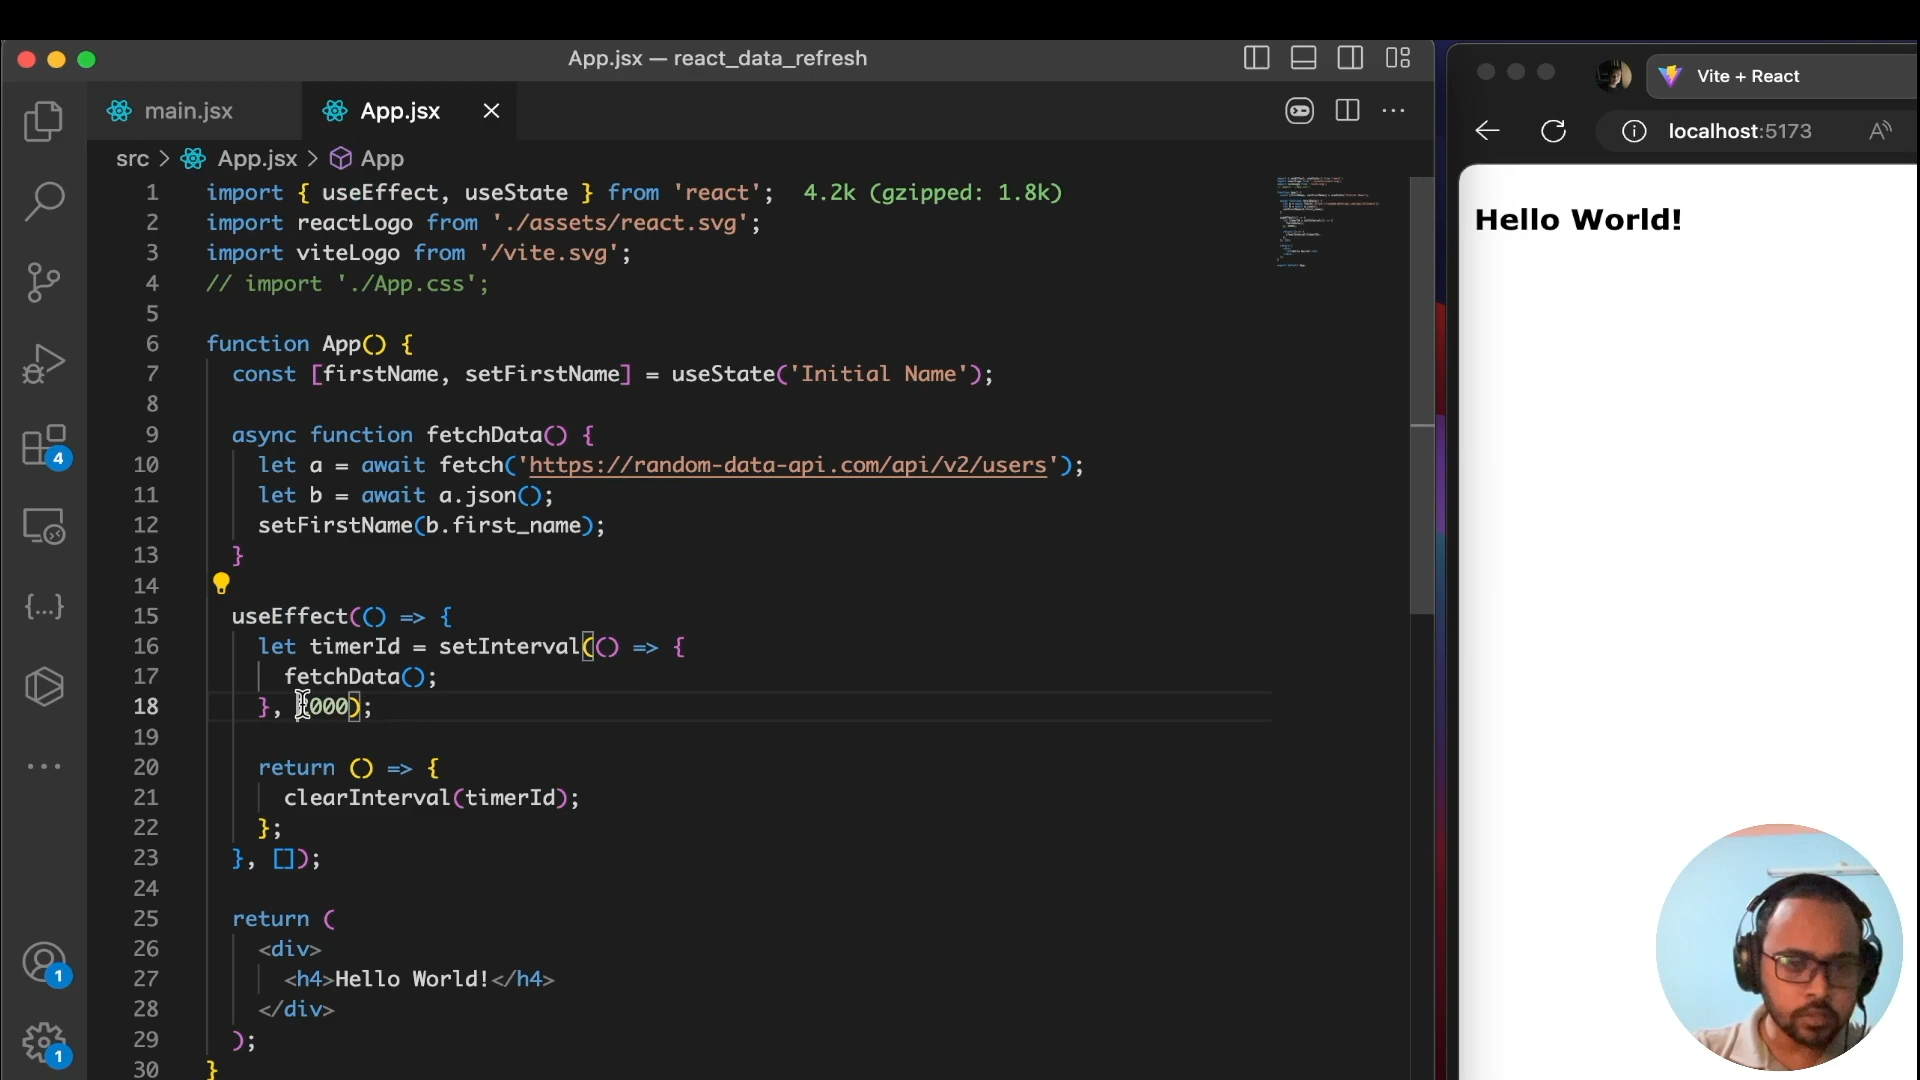 App.jsx — react_data_refresh
main.jsx
App.jsx
src > App.jsx > App
1 import { useEffect, useState } from 'react'; 4.2k (gzipped: 1.8k)
2 import reactLogo from './assets/react.svg';
3 import viteLogo from '/vite.svg';
4 // import './App.css';
5
6 function App() {
7 const [firstName, setFirstName] = useState('Initial Name');
8
9 async function fetchData() {
10 let a = await fetch('https://random-data-api.com/api/v2/users');
11 let b = await a.json();
12 setFirstName(b.first_name);
13 }
14
15 useEffect(() => {
16 let timerId = setInterval(() => {
17 fetchData();
18 }, 000);
19
20 return () => {
21 clearInterval(timerId);
22 };
23 }, []);
24
25 return (
26 <div>
27 <h4>Hello World!</h4>
28 </div>
29 );
30 }
4
1
1
Vite + React
localhost:5173
Hello World!